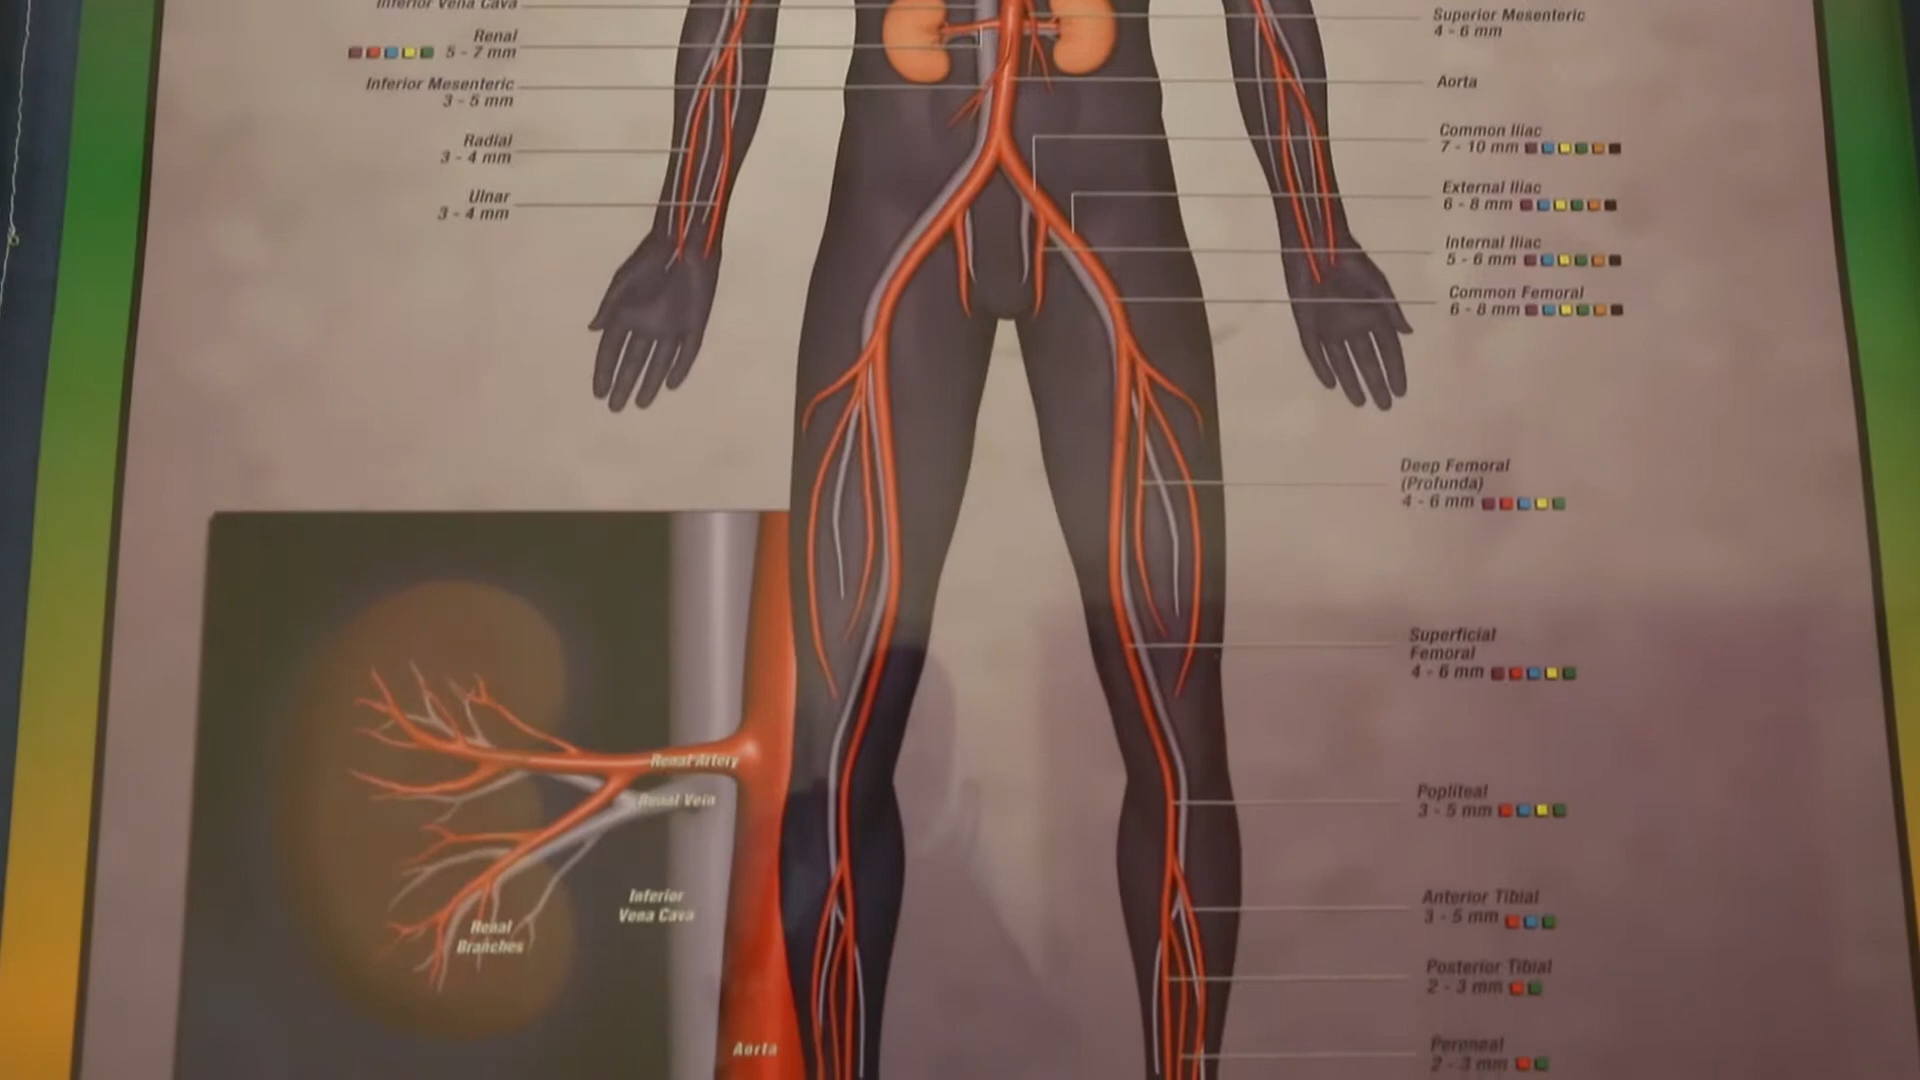 Inferior Vena Cava
Renal
5 - 7 mm
Inferior Mesenteric
3 - 5 mm
Radial
3 - 4 mm
Ulnar
3 - 4 mm
Superior Mesenteric
4 - 6 mm
Aorta
Common Iliac
7 - 10 mm
External Iliac
6 - 8 mm
Internal Iliac
5 - 6 mm
Common Femoral
6 - 8 mm
Deep Femoral
(Profunda)
4 - 6 mm
Superficial
Femoral
4 - 6 mm
Popliteal
3 - 5 mm
Anterior Tibial
3 - 5 mm
Posterior Tibial
2 - 3 mm
Peroneal
2 - 3 mm
Renal Artery
Renal Vein
Inferior
Vena Cava
Renal
Branches
Aorta